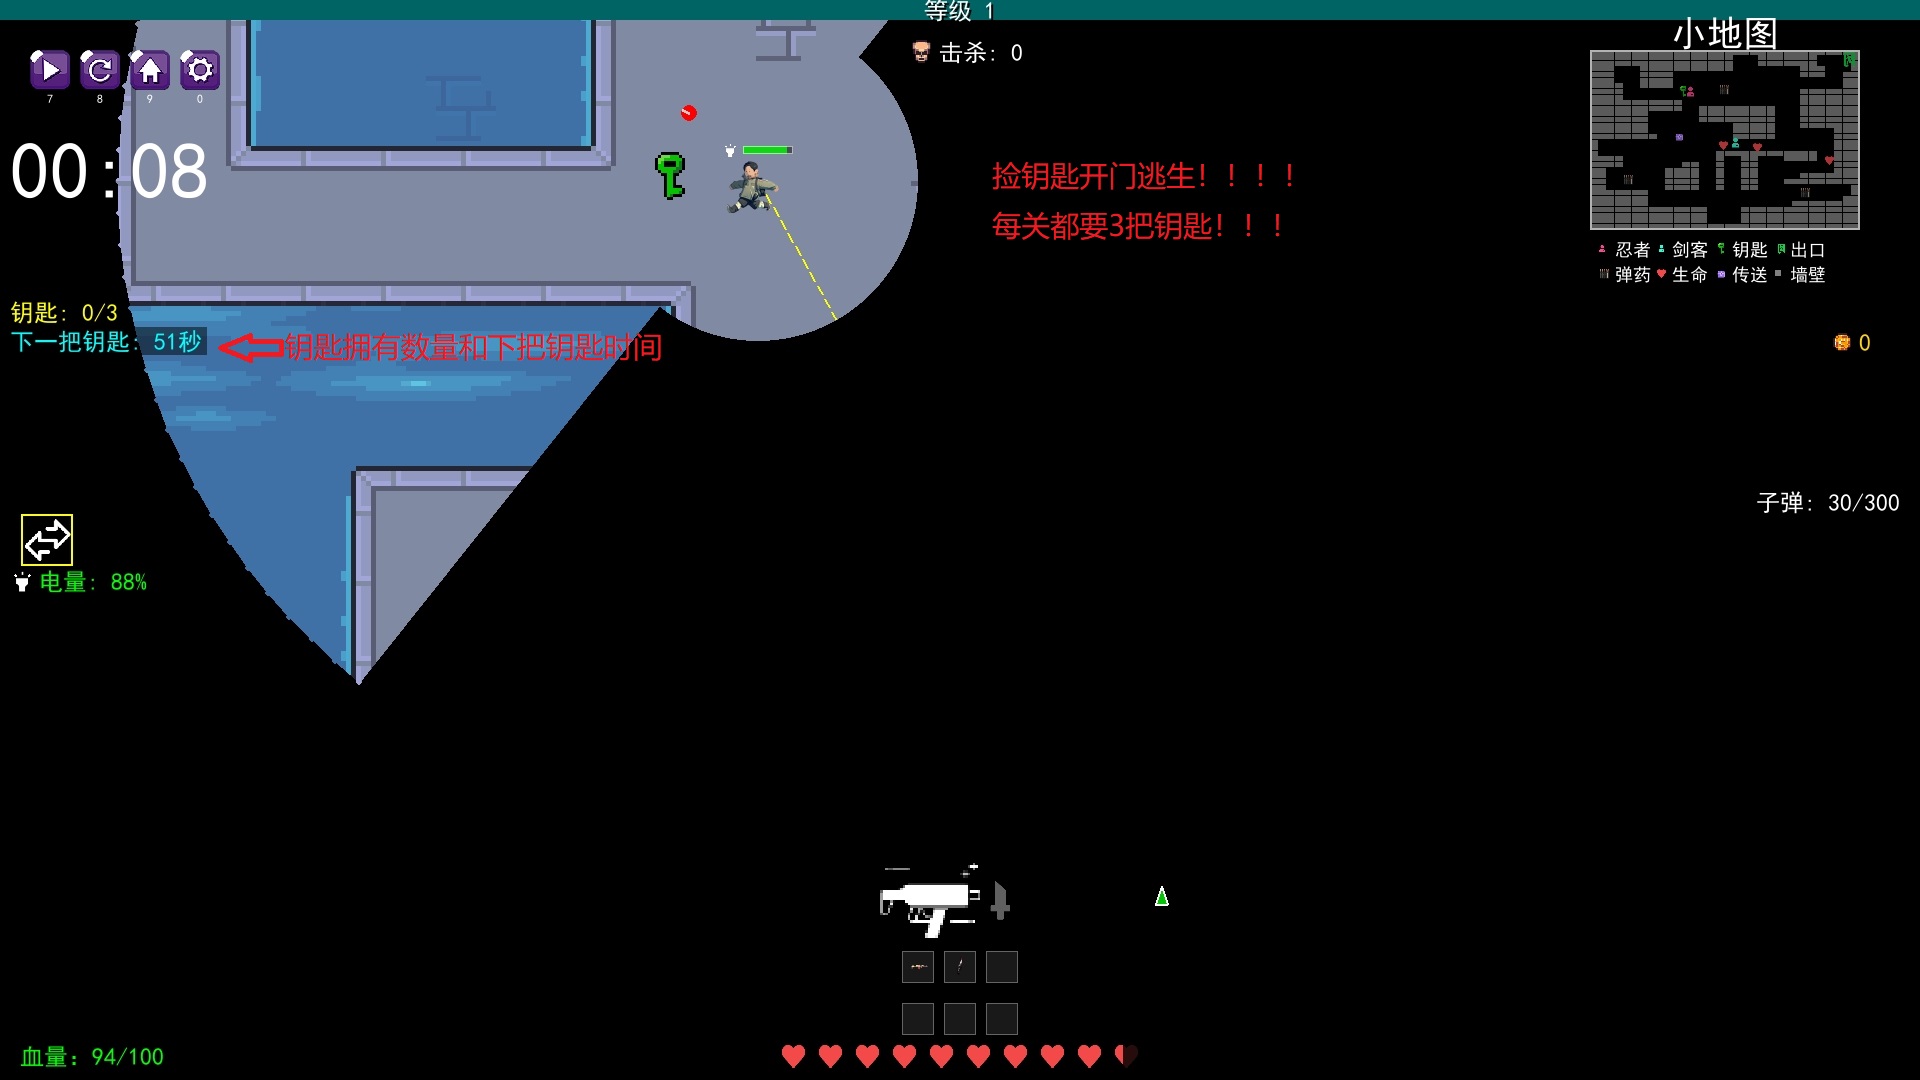 等级 1
击杀: 0
小地图
7 8 9 0
00:08
捡钥匙开门逃生！！！！
每关都要3把钥匙！！！
忍者 剑客 钥匙 出口
弹药 生命 传送 墙壁
钥匙: 0/3
下一把钥匙: 51秒
钥匙拥有数量和下把钥匙时间
0
子弹: 30/300
电量: 88%
血量: 94/100